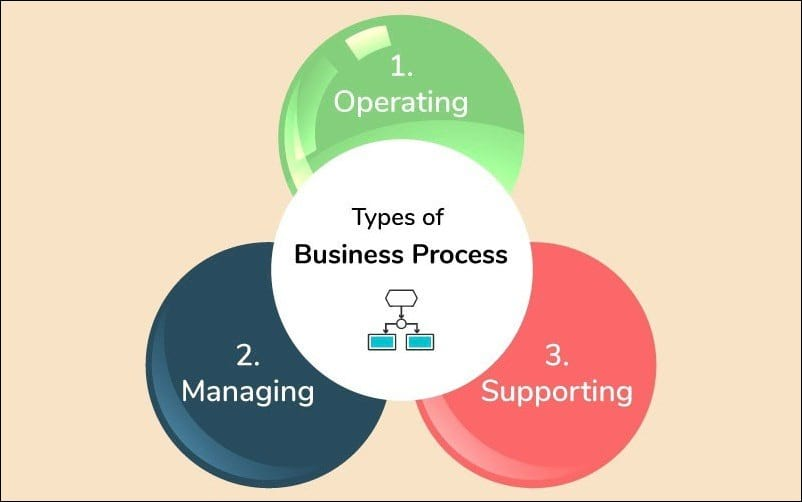 1.
Operating
Types of
Business Process
2.
Managing
3.
Supporting